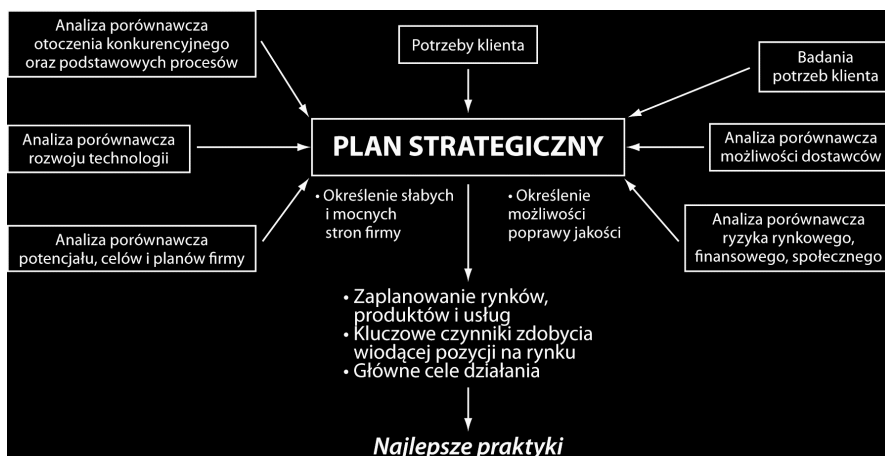 Analiza porównawcza
otoczenia konkurencyjnego
oraz podstawowych procesów
Potrzeby klienta
Badania
potrzeb klienta
Analiza porównawcza
rozwoju technologii
PLAN STRATEGICZNY
Analiza porównawcza
możliwości dostawców
Analiza porównawcza
potencjału, celów i planów firmy
• Określenie słabych
i mocnych
stron firmy
• Określenie
możliwości
poprawy jakości
Analiza porównawcza
ryzyka rynkowego,
finansowego, społecznego
• Zaplanowanie rynków,
produktów i usług
• Kluczowe czynniki zdobycia
wiodącej pozycji na rynku
• Główne cele działania
Najlepsze praktyki